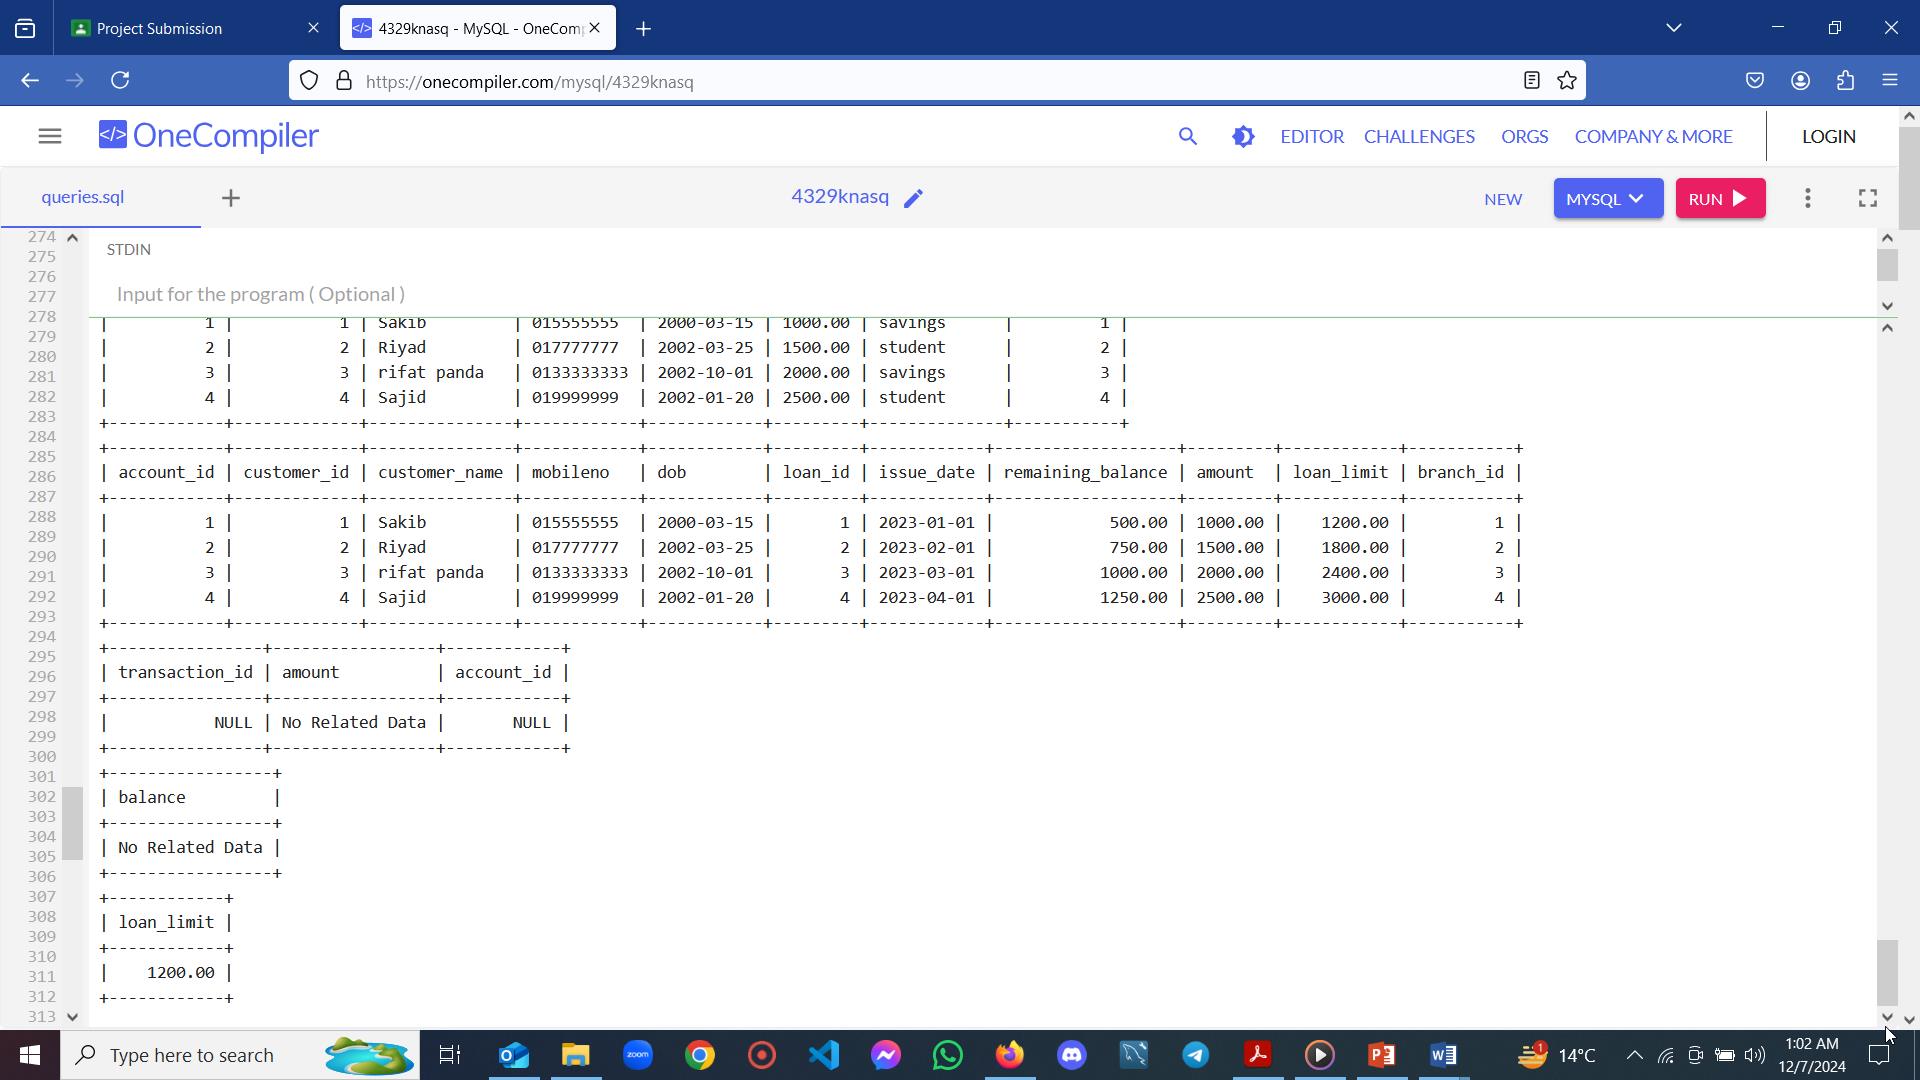 Project Submission
4329knasq - MySQL - OneComp
https://onecompiler.com/mysql/4329knasq
</> OneCompiler
EDITOR CHALLENGES ORGS COMPANY & MORE LOGIN
queries.sql
4329knasq
NEW MYSQL RUN
274
275
276
277
278
279
280
281
282
283
284
285
286
287
288
289
290
291
292
293
294
295
296
297
298
299
300
301
302
303
304
305
306
307
308
309
310
311
312
313
STDIN
Input for the program ( Optional )
| 1 | 1 | Sakib | 015555555 | 2000-03-15 | 1000.00 | savings | 1 |
| 2 | 2 | Riyad | 017777777 | 2002-03-25 | 1500.00 | student | 2 |
| 3 | 3 | rifat panda | 0133333333 | 2002-10-01 | 2000.00 | savings | 3 |
| 4 | 4 | Sajid | 019999999 | 2002-01-20 | 2500.00 | student | 4 |
+------------+-------------+---------------+------------+------------+---------+--------------+-----------+
+------------+-------------+---------------+------------+------------+---------+------------+-------------------+---------+------------+-----------+
| account_id | customer_id | customer_name | mobileno | dob | loan_id | issue_date | remaining_balance | amount | loan_limit | branch_id |
+------------+-------------+---------------+------------+------------+---------+------------+-------------------+---------+------------+-----------+
| 1 | 1 | Sakib | 015555555 | 2000-03-15 | 1 | 2023-01-01 | 500.00 | 1000.00 | 1200.00 | 1 |
| 2 | 2 | Riyad | 017777777 | 2002-03-25 | 2 | 2023-02-01 | 750.00 | 1500.00 | 1800.00 | 2 |
| 3 | 3 | rifat panda | 0133333333 | 2002-10-01 | 3 | 2023-03-01 | 1000.00 | 2000.00 | 2400.00 | 3 |
| 4 | 4 | Sajid | 019999999 | 2002-01-20 | 4 | 2023-04-01 | 1250.00 | 2500.00 | 3000.00 | 4 |
+------------+-------------+---------------+------------+------------+---------+------------+-------------------+---------+------------+-----------+
+----------------+-----------------+------------+
| transaction_id | amount | account_id |
+----------------+-----------------+------------+
| NULL | No Related Data | NULL |
+----------------+-----------------+------------+
+-----------------+
| balance |
+-----------------+
| No Related Data |
+-----------------+
+------------+
| loan_limit |
+------------+
| 1200.00 |
+------------+
Type here to search
zoom
1
14°C
1:02 AM
12/7/2024